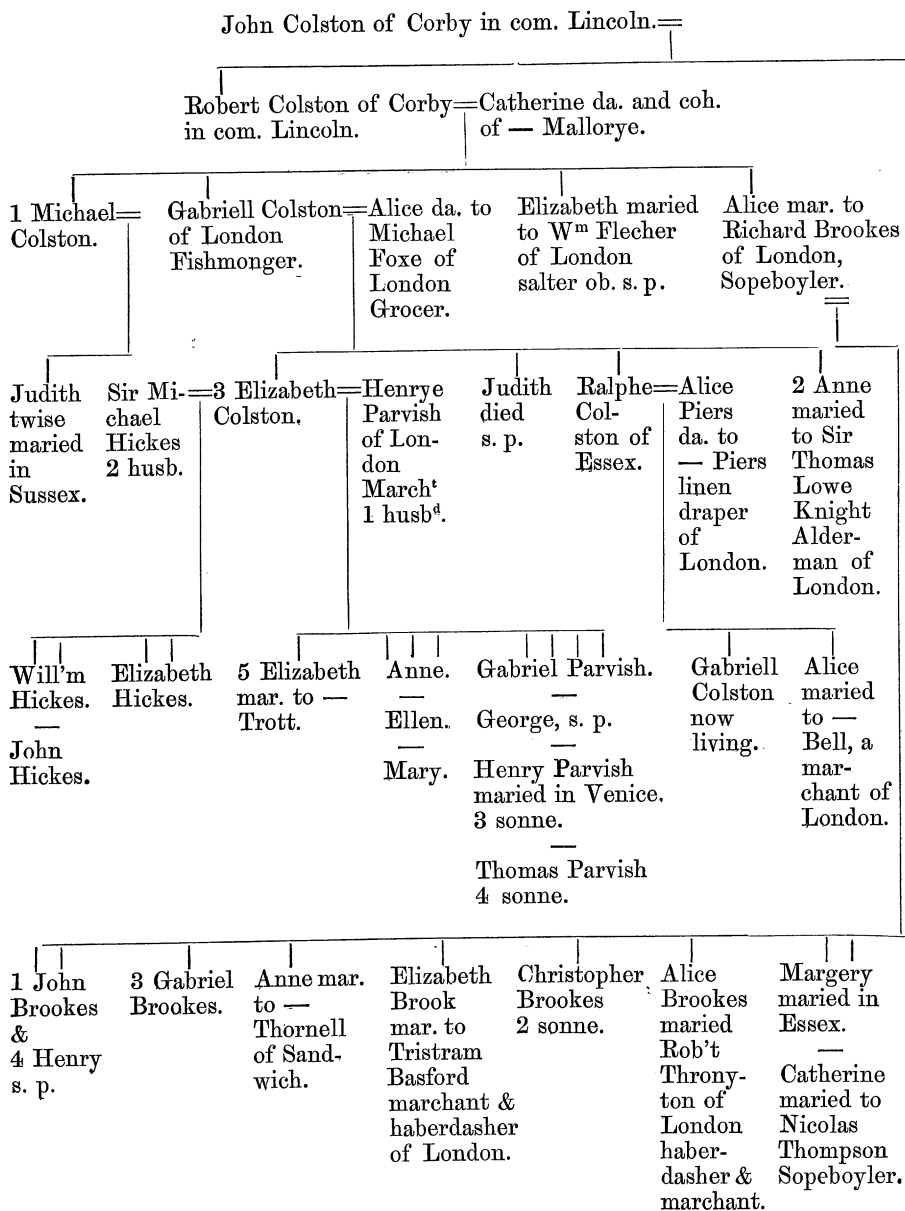 John Colston of Corby in com. Lincoln.=
Robert Colston of Corby=Catherine da. and coh.
in com. Lincoln. of — Mallorye.
1 Michael=
Colston.
Gabriell Colston=
of London
Fishmonger.
Alice da. to
Michael
Foxe of
London
Grocer.
Elizabeth maried
to Wᵐ Flecher
of London
salter ob. s. p.
Alice mar. to
Richard Brookes
of London,
Sopeboyler.
=
Judith
twise
maried
in
Sussex.
Sir Mi-
chael
Hickes
2 husb.
=3 Elizabeth=
Colston.
Henrye
Parvish
of Lon-
don
Marchᵗ
1 husbᵈ.
Judith
died
s. p.
Ralphe=
Col-
ston of
Essex.
Alice
Piers
da. to
— Piers
linen
draper
of
London.
2 Anne
maried
to Sir
Thomas
Lowe
Knight
Alder-
man of
London.
Will'm
Hickes.
—
John
Hickes.
Elizabeth
Hickes.
5 Elizabeth
mar. to —
Trott.
Anne.
—
Ellen.
—
Mary.
Gabriel Parvish.
—
George, s. p.
—
Henry Parvish
maried in Venice,
3 sonne.
—
Thomas Parvish
4 sonne.
Gabriell
Colston
now
living.
Alice
maried
to —
Bell, a
mar-
chant of
London.
1 John
Brookes
&
4 Henry
s. p.
3 Gabriel
Brookes.
Anne mar.
to —
Thornell
of Sand-
wich.
Elizabeth
Brook
mar. to
Tristram
Basford
marchant &
haberdasher
of London.
Christopher
Brookes
2 sonne.
Alice
Brookes
maried
Rob't
Throny-
ton of
London
haber-
dasher &
marchant.
Margery
maried in
Essex.
—
Catherine
maried to
Nicolas
Thompson
Sopeboyler.